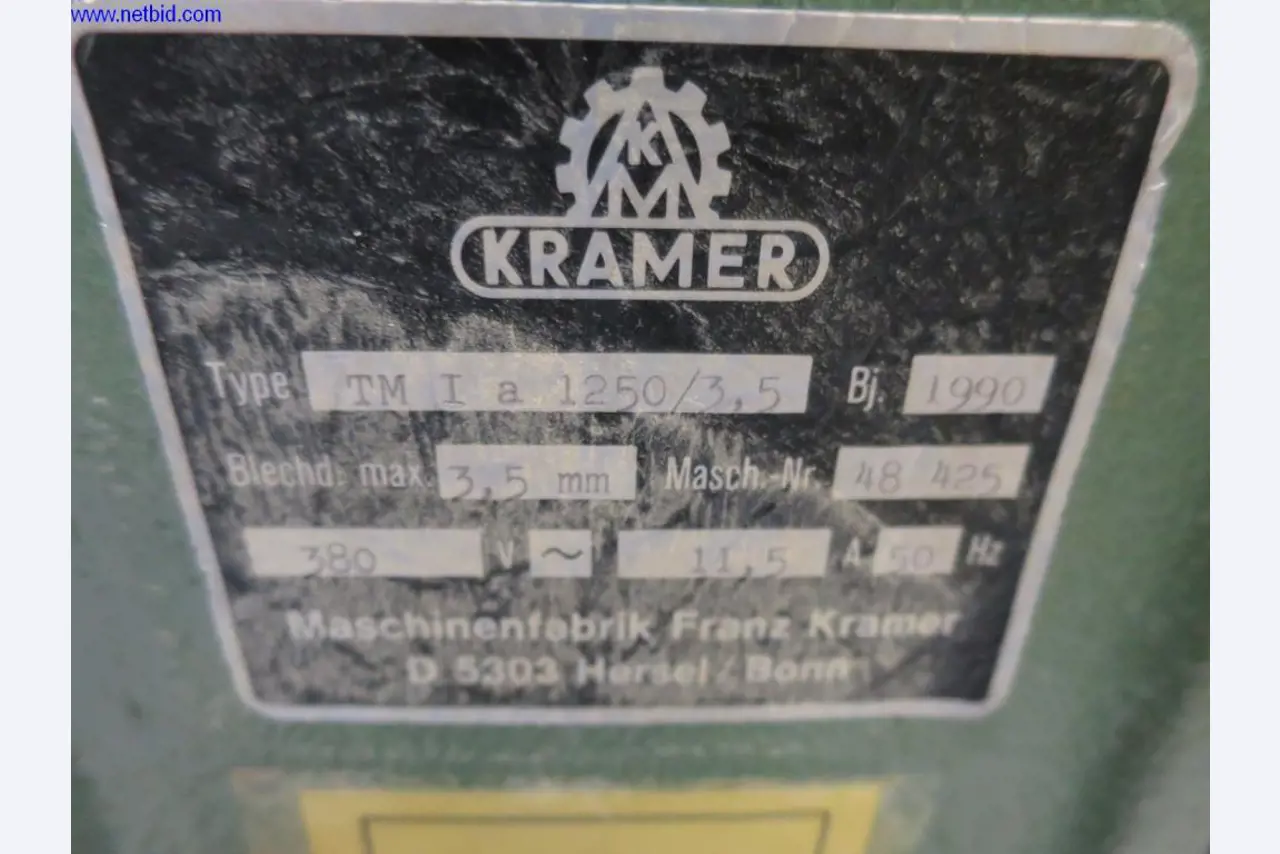 www.netbid.com
K
M
KRAMER
Type TM I a 1250/3,5 Bj. 1990
Blechd. max. 3,5 mm Masch.-Nr. 48 425
380 V ~ 11,5 A 50 Hz
Maschinenfabrik Franz Kramer
D 5303 Hersel/Bonn